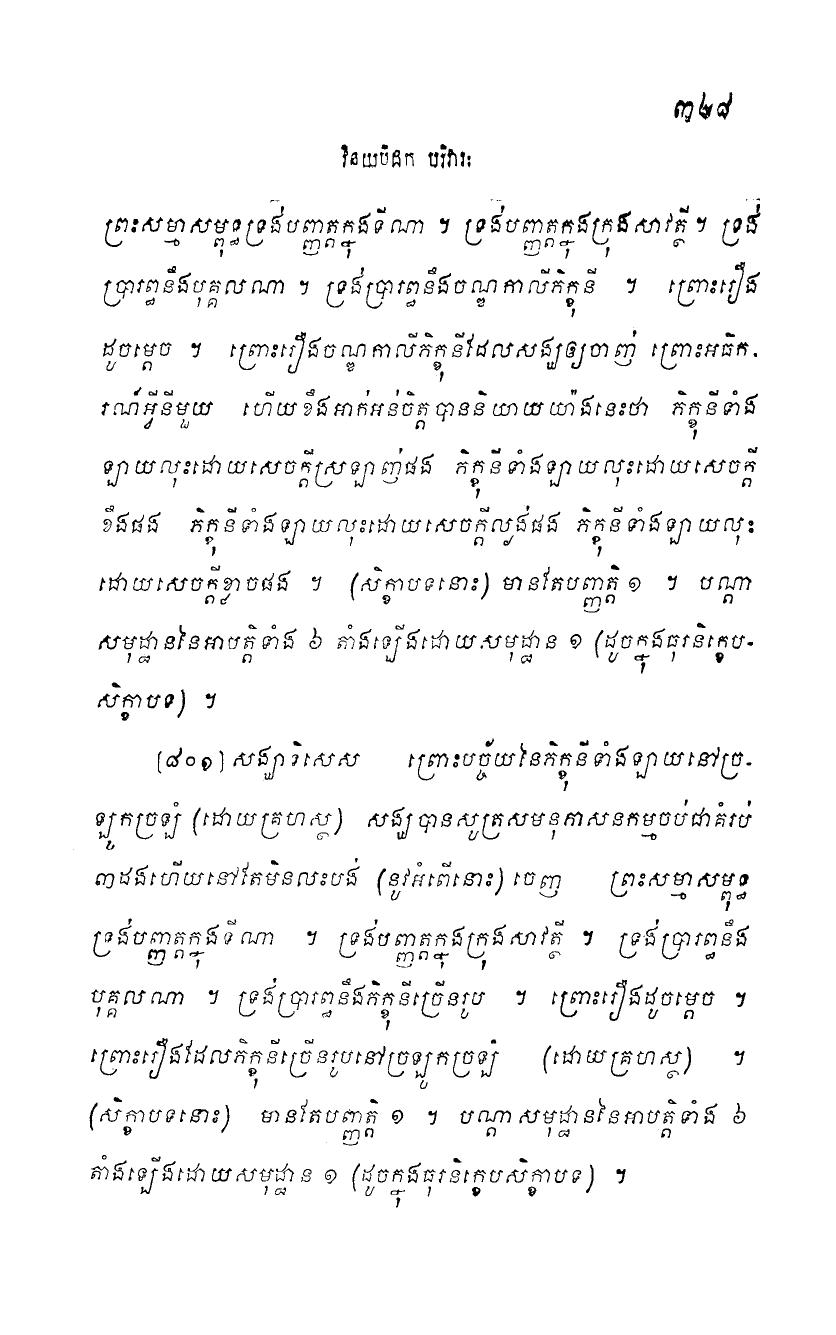 ៣៤៨
វិនយបិដក បរិវារៈ
ព្រះសម្មាសម្ពុទ្ធទ្រង់បញ្ញត្តក្នុងទីណា ។ ទ្រង់បញ្ញត្តក្នុងក្រុងសាវត្ថី ។ ទ្រង់
ប្រារព្ធនឹងបុគ្គលណា ។ ទ្រង់ប្រារព្ធនឹងចណ្ឌកាលីភិក្ខុនី ។ ព្រោះរឿង
ដូចម្តេច ។ ព្រោះរឿងចណ្ឌកាលីភិក្ខុនីដែលសង្ឃឲ្យចាញ់ ព្រោះអធិក-
រណ៍អ្វីនីមួយ ហើយខឹងអាក់អន់ចិត្តបាននិយាយយ៉ាងនេះថា ភិក្ខុនីទាំង
ឡាយលុះដោយសេចក្តីស្រឡាញ់ផង ភិក្ខុនីទាំងឡាយលុះដោយសេចក្តី
ខឹងផង ភិក្ខុនីទាំងឡាយលុះដោយសេចក្តីល្ងង់ផង ភិក្ខុនីទាំងឡាយលុះ
ដោយសេចក្តីខ្លាចផង ។ (សិក្ខាបទនោះ) មានតែបញ្ញត្តិ ១ ។ បណ្តា
សមុដ្ឋាននៃអាបត្តិទាំង ៦ តាំងឡើងដោយសមុដ្ឋាន ១ (ដូចក្នុងធុរនិក្ខេប-
សិក្ខាបទ) ។
[៨០១] សង្ឃាទិសេស ព្រោះបច្ច័យនៃភិក្ខុនីទាំងឡាយនៅច្រ-
ឡូកច្រឡំ (ដោយគ្រហស្ថ) សង្ឃបានសូត្រសមនុភាសនកម្មចប់ជាគំរប់
៣ដងហើយនៅតែមិនលះបង់ (នូវអំពើនោះ) ចេញ ព្រះសម្មាសម្ពុទ្ធ
ទ្រង់បញ្ញត្តក្នុងទីណា ។ ទ្រង់បញ្ញត្តក្នុងក្រុងសាវត្ថី ។ ទ្រង់ប្រារព្ធនឹង
បុគ្គលណា ។ ទ្រង់ប្រារព្ធនឹងភិក្ខុនីច្រើនរូប ។ ព្រោះរឿងដូចម្តេច ។
ព្រោះរឿងដែលភិក្ខុនីច្រើនរូបនៅច្រឡូកច្រឡំ (ដោយគ្រហស្ថ) ។
(សិក្ខាបទនោះ) មានតែបញ្ញត្តិ ១ ។ បណ្តាសមុដ្ឋាននៃអាបត្តិទាំង ៦
តាំងឡើងដោយសមុដ្ឋាន ១ (ដូចក្នុងធុរនិក្ខេបសិក្ខាបទ) ។